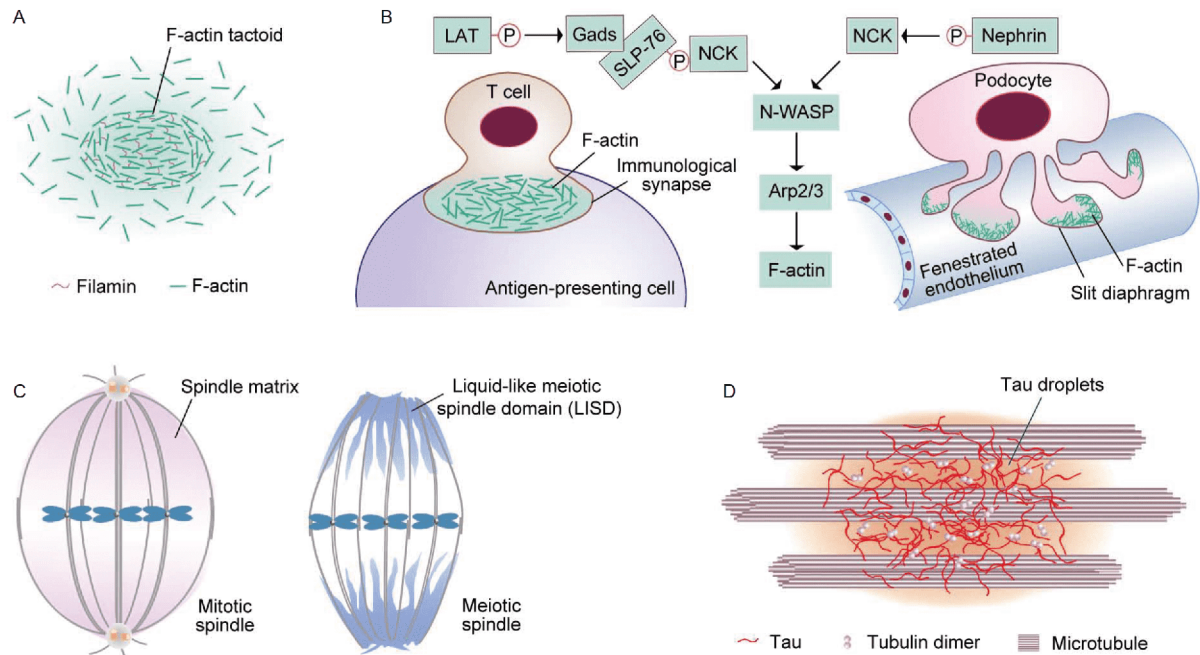 A
F-actin tactoid
Filamin
F-actin
B
LAT
P
Gads
SLP-76
P
NCK
NCK
P
Nephrin
N-WASP
Arp2/3
F-actin
T cell
F-actin
Immunological
synapse
Antigen-presenting cell
Podocyte
Fenestrated
endothelium
F-actin
Slit diaphragm
C
Spindle matrix
Mitotic
spindle
Liquid-like meiotic
spindle domain (LISD)
Meiotic
spindle
D
Tau droplets
Tau
Tubulin dimer
Microtubule